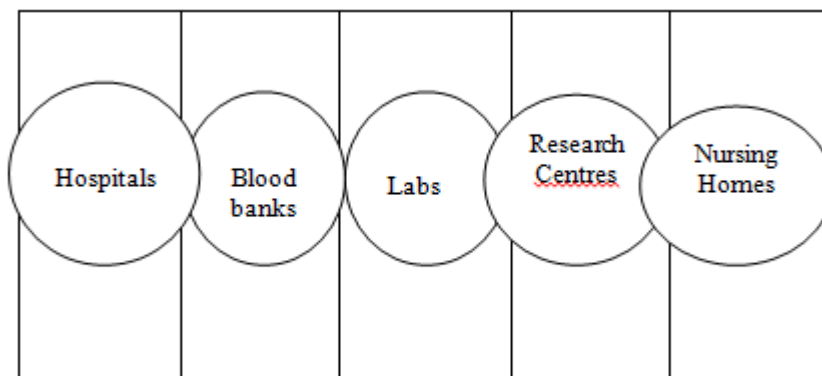 Hospitals
Blood
banks
Labs
Research
Centres
Nursing
Homes